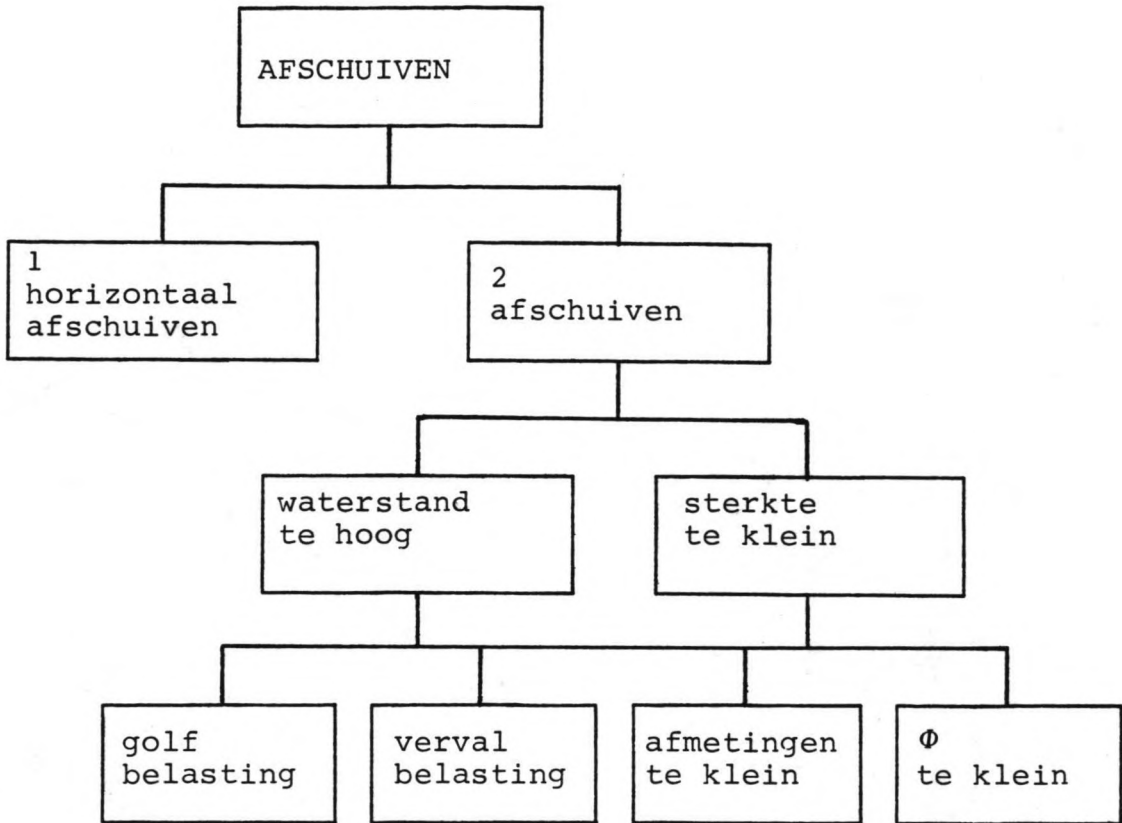 AFSCHUIVEN
1
horizontaal
afschuiven
2
afschuiven
waterstand
te hoog
sterkte
te klein
golf
belasting
verval
belasting
afmetingen
te klein
Φ
te klein